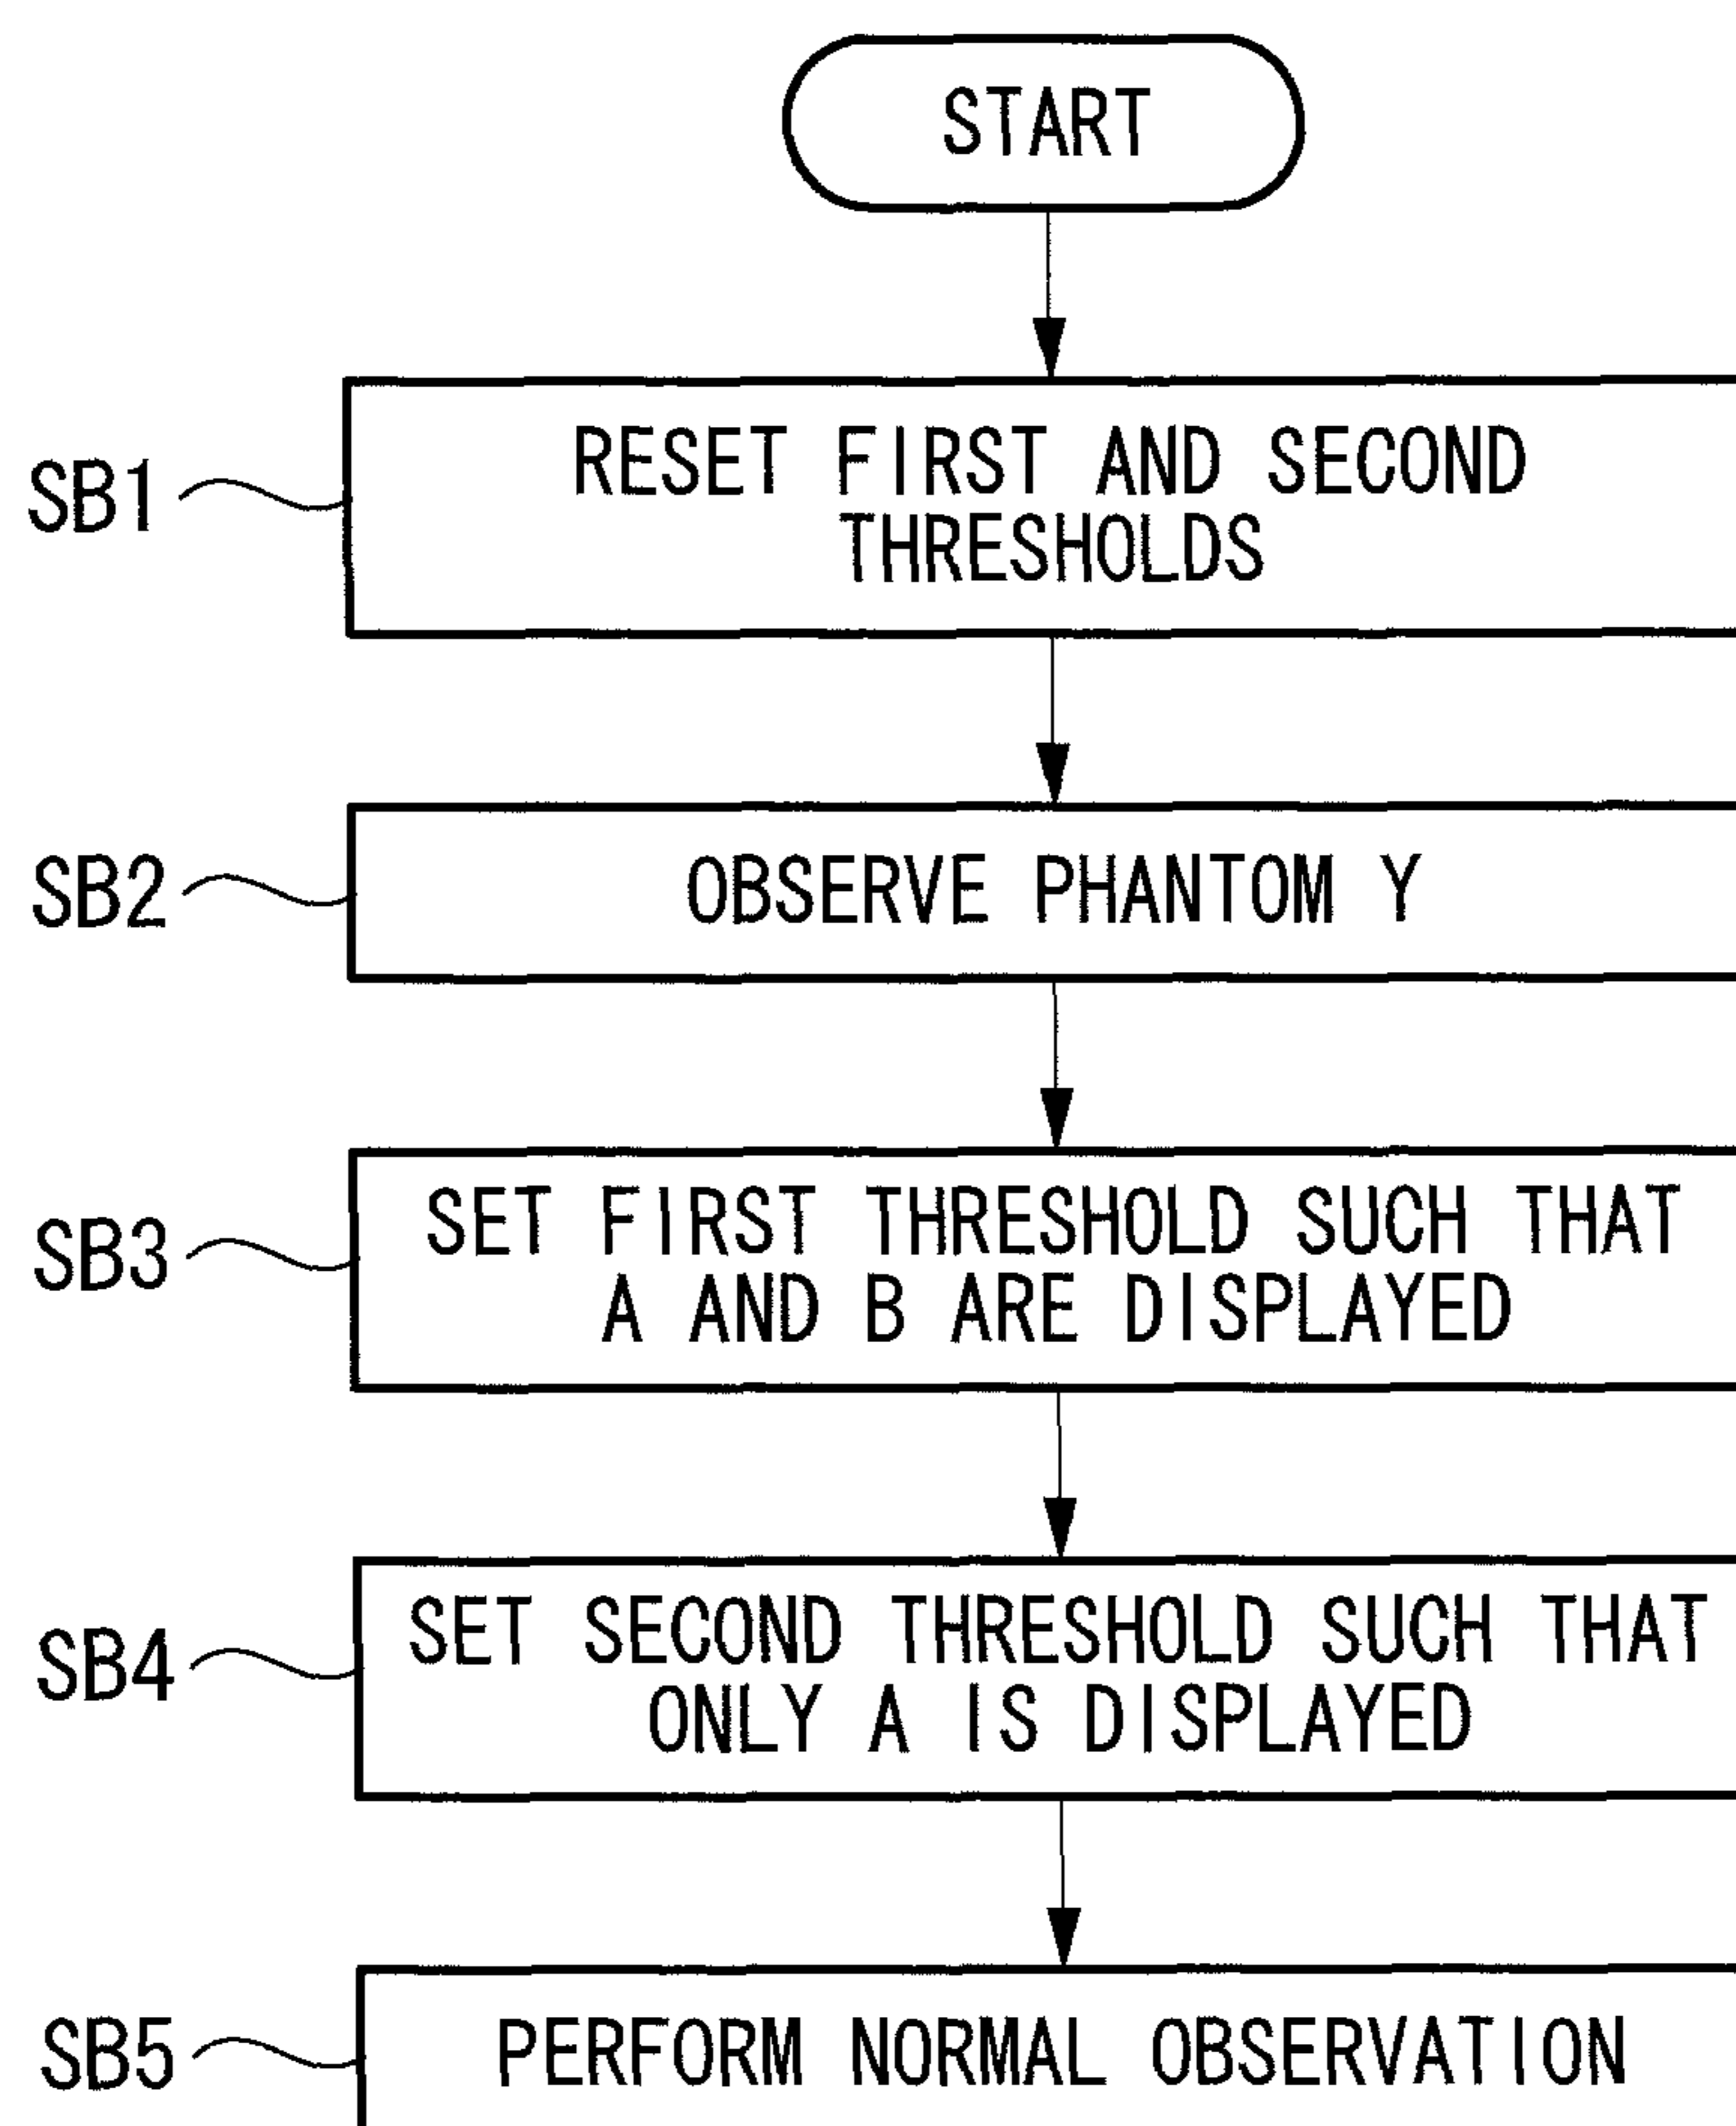 START
SB1
RESET FIRST AND SECOND
THRESHOLDS
SB2
OBSERVE PHANTOM Y
SB3
SET FIRST THRESHOLD SUCH THAT
A AND B ARE DISPLAYED
SB4
SET SECOND THRESHOLD SUCH THAT
ONLY A IS DISPLAYED
SB5
PERFORM NORMAL OBSERVATION